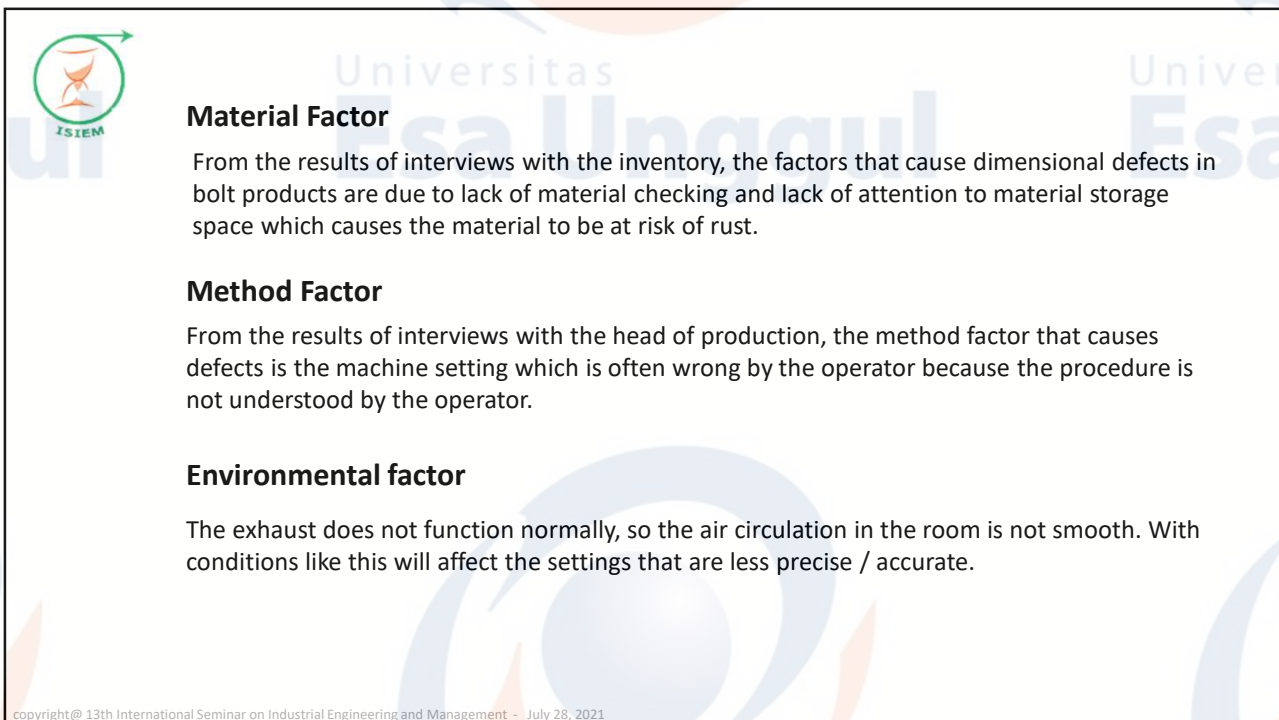 ISIEM
Universitas
Esa Unggul
Univer
Esa
ul
Material Factor
From the results of interviews with the inventory, the factors that cause dimensional defects in
bolt products are due to lack of material checking and lack of attention to material storage
space which causes the material to be at risk of rust.
Method Factor
From the results of interviews with the head of production, the method factor that causes
defects is the machine setting which is often wrong by the operator because the procedure is
not understood by the operator.
Environmental factor
The exhaust does not function normally, so the air circulation in the room is not smooth. With
conditions like this will affect the settings that are less precise / accurate.
copyright@ 13th International Seminar on Industrial Engineering and Management - July 28, 2021